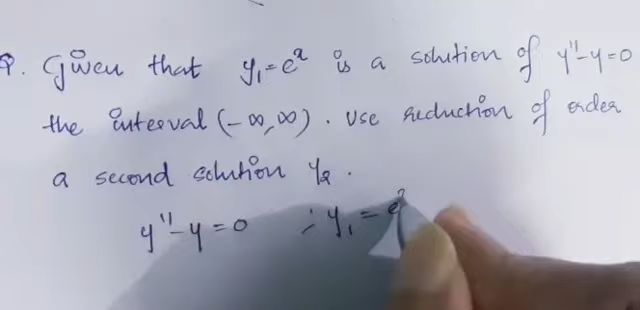 Q. Given that y₁=eˣ is a solution of y"-y=0
the interval (-∞,∞). Use reduction of order
a second solution y₂.
y"-y=0 ∴ y₁=e